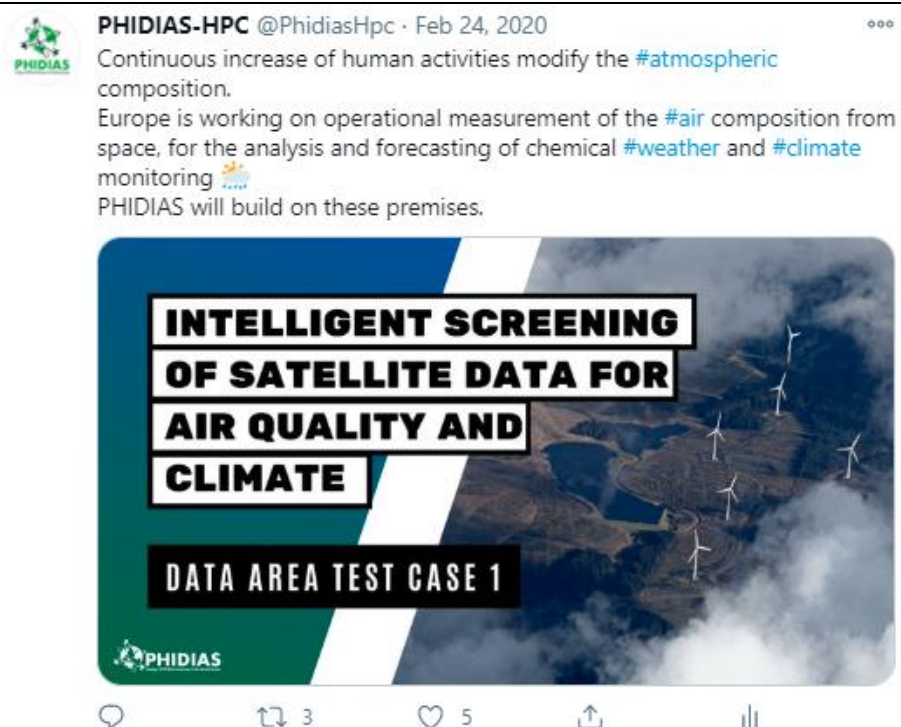 PHIDIAS-HPC @PhidiasHpc · Feb 24, 2020
PHIDIAS
Continuous increase of human activities modify the #atmospheric
composition.
Europe is working on operational measurement of the #air composition from
space, for the analysis and forecasting of chemical #weather and #climate
monitoring 🌦️
PHIDIAS will build on these premises.
INTELLIGENT SCREENING
OF SATELLITE DATA FOR
AIR QUALITY AND
CLIMATE
DATA AREA TEST CASE 1
PHIDIAS
3 5